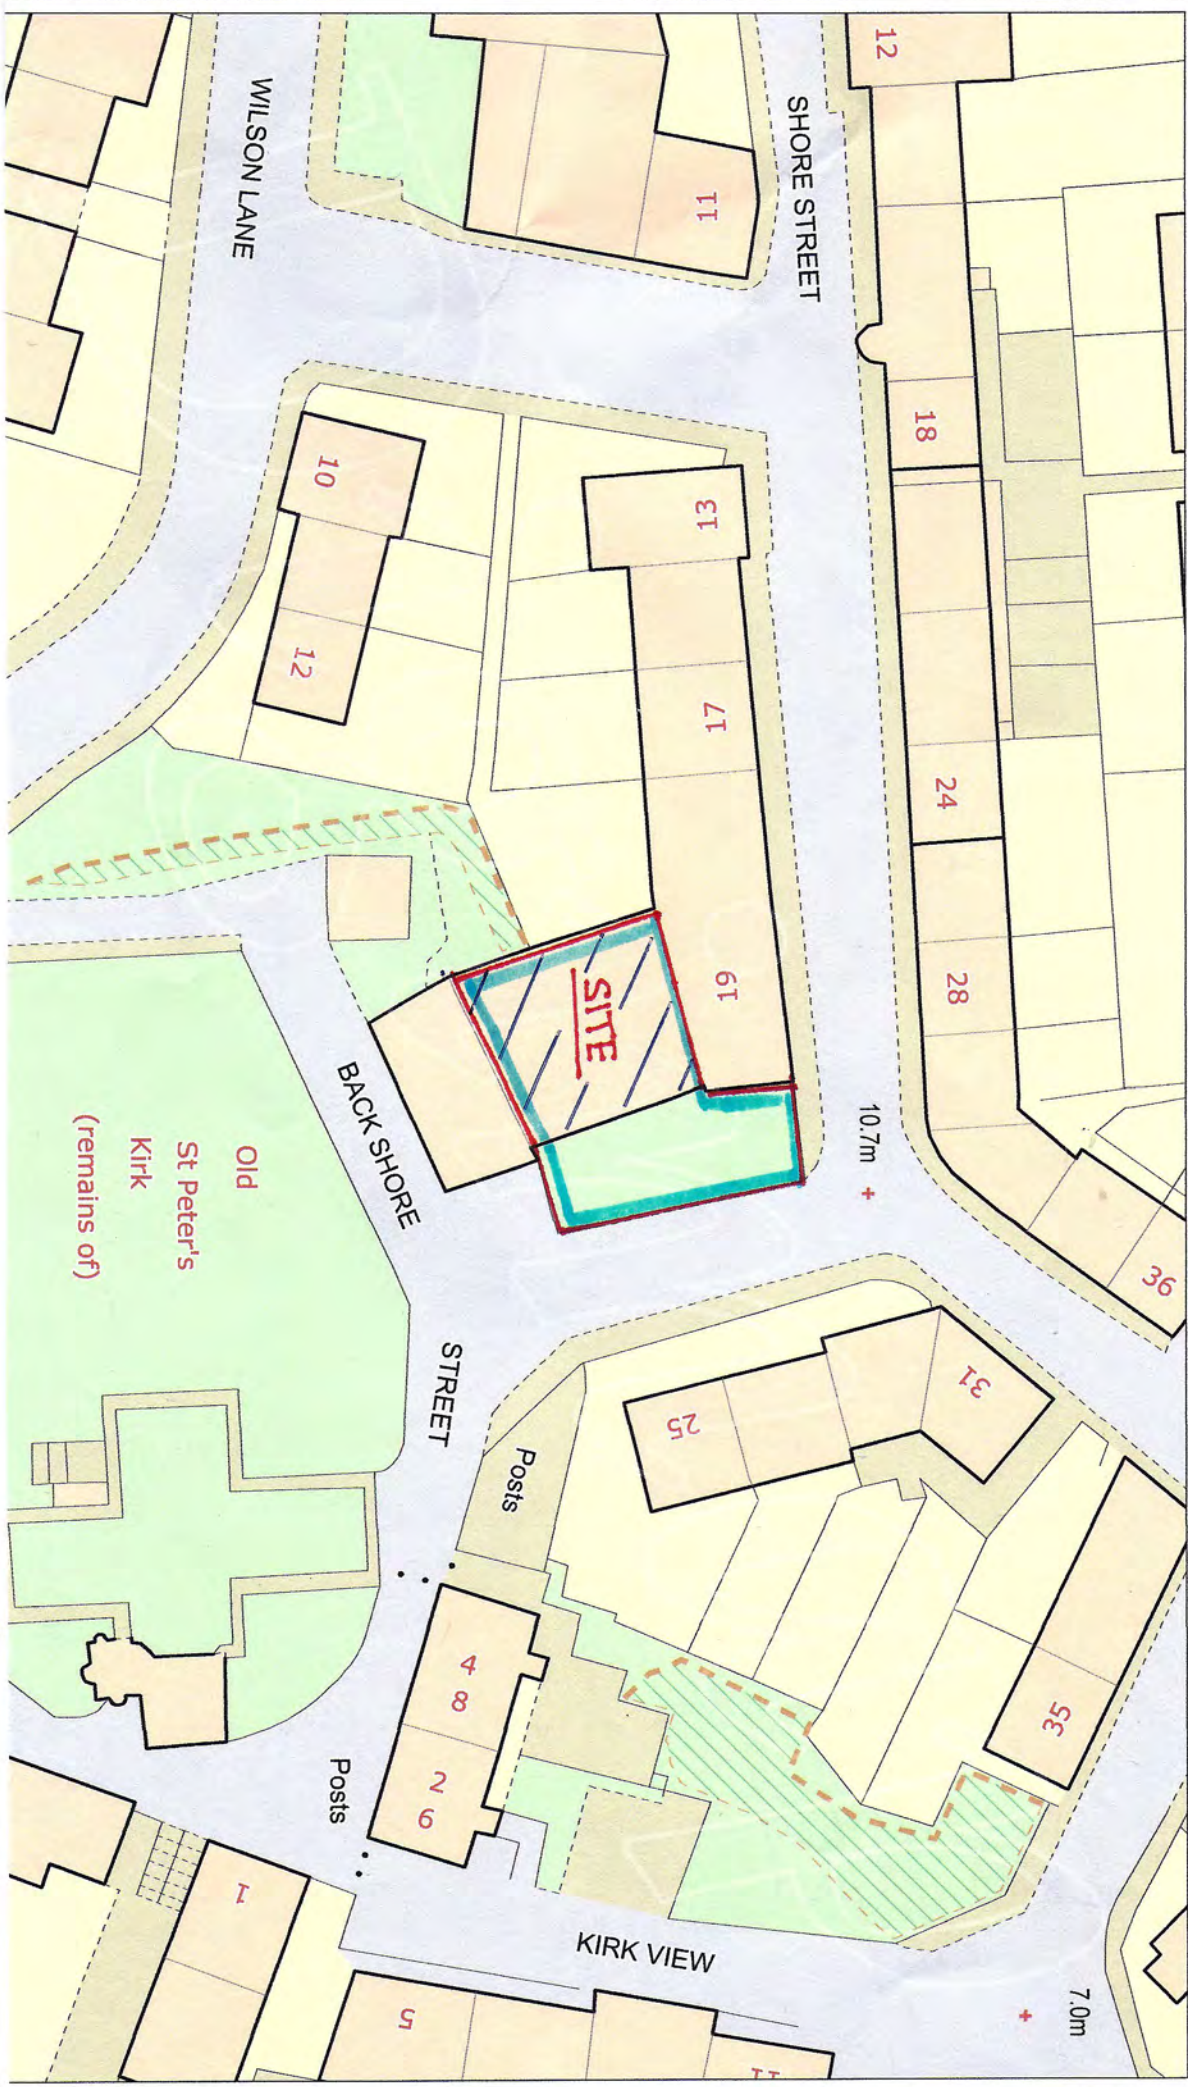 12
SHORE STREET
WILSON LANE
11
18
10
13
12
17
24
19
28
SITE
10.7m
BACK SHORE
Old
St Peter's
Kirk
(remains of)
36
31
25
STREET
Posts
4
8
2
6
35
Posts
1
KIRK VIEW
7.0m
5
11